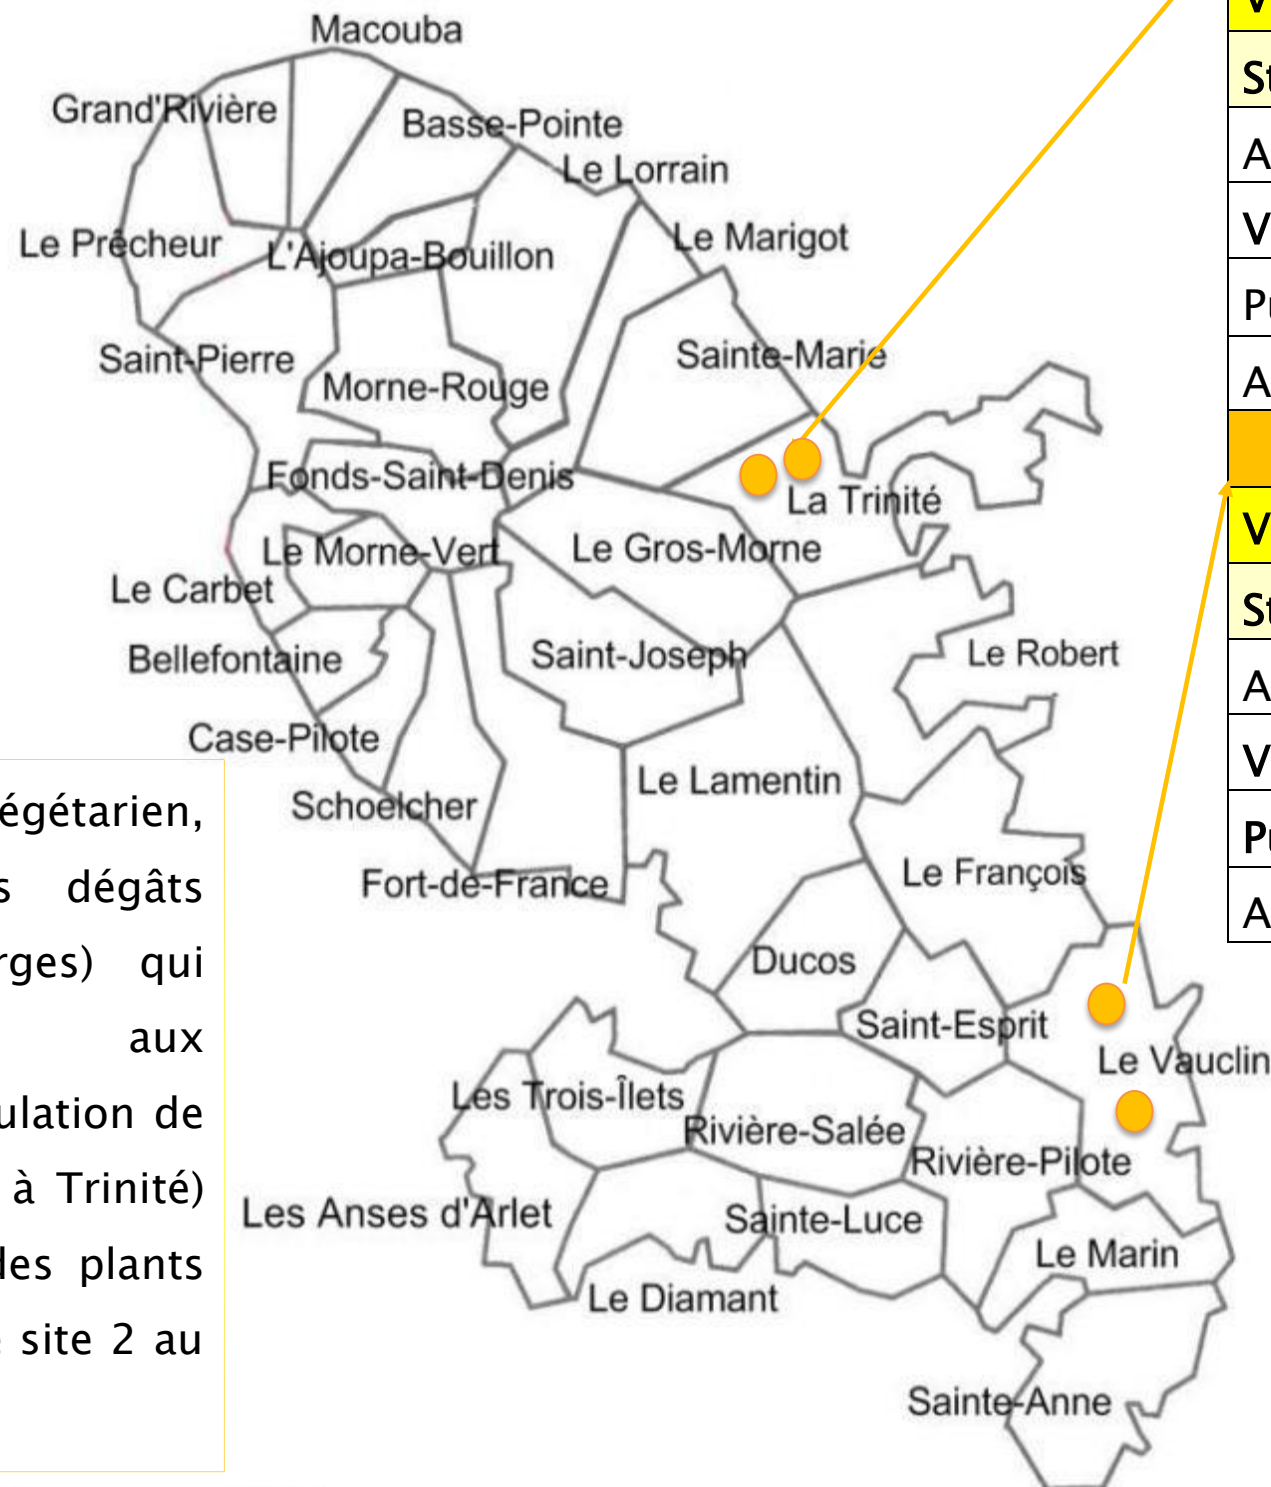 Macouba
Grand'Rivière
Basse-Pointe
Le Lorrain
Le Prêcheur
L'Ajoupa-Bouillon
Le Marigot
Saint-Pierre
Morne-Rouge
Sainte-Marie
Fonds-Saint-Denis
La Trinité
Le Morne-Vert
Le Gros-Morne
Le Carbet
Bellefontaine
Saint-Joseph
Le Robert
Case-Pilote
Schoelcher
Le Lamentin
Fort-de-France
Le François
Ducos
Saint-Esprit
Le Vauclin
Les Trois-Îlets
Rivière-Salée
Rivière-Pilote
Les Anses d'Arlet
Sainte-Luce
Le Marin
Le Diamant
Sainte-Anne
dégâts
qui
aux
de
à Trinité)
des plants
site 2 au
V
St
A
V
Pu
A
V
St
A
V
Pu
A